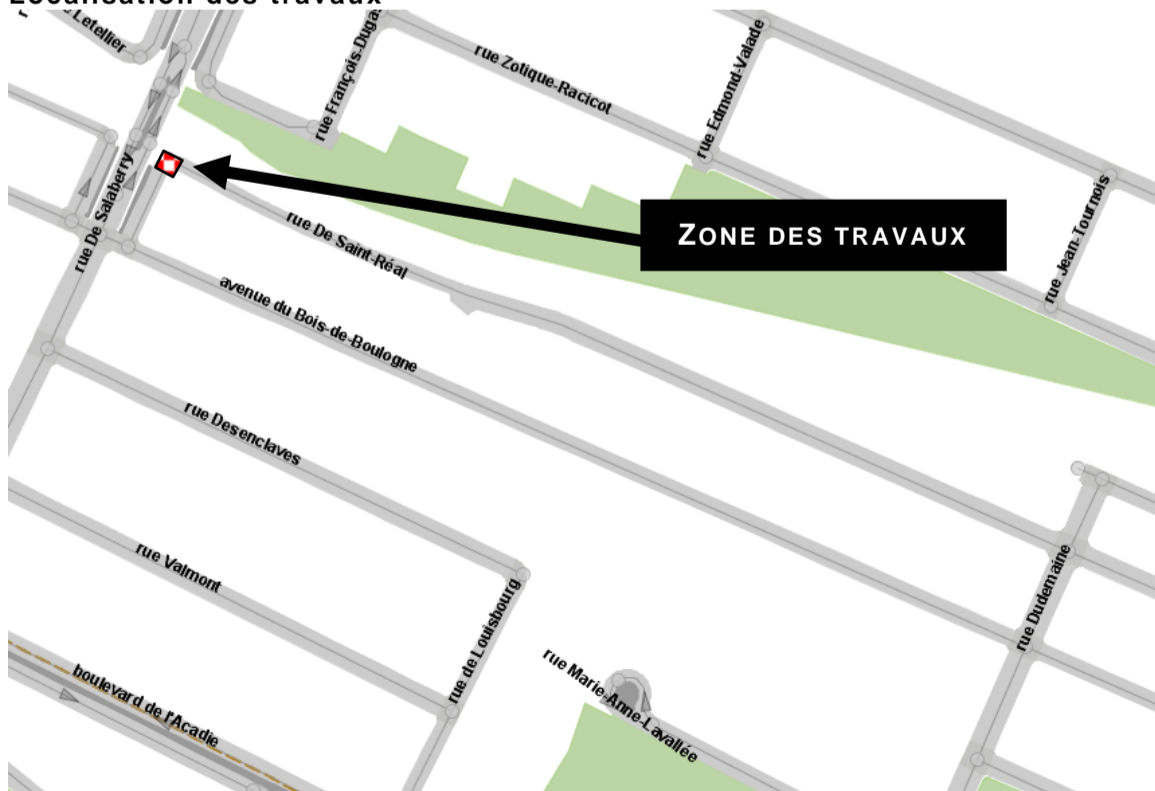 Localisation des travaux
Letellier
rue François-Dugas
rue Zotique-Racicot
rue Edmond-Valade
rue De Salaberry
rue Jean-Tournois
ZONE DES TRAVAUX
rue De Saint-Réal
avenue du Bois-de-Boulogne
rue Desenclaves
rue Valmont
rue de Louisbourg
rue Dudemaine
rue Marie-Anne-Lavallée
boulevard de l'Acadie